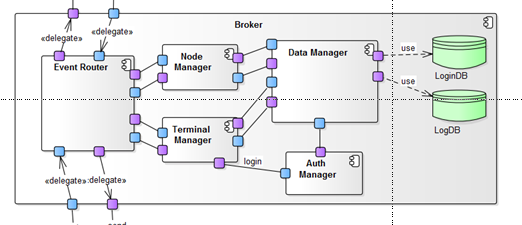 Broker
«delegate»
«delegate»
Event Router
Node
Manager
Data Manager
use
LoginDB
use
LogDB
Terminal
Manager
login
Auth
Manager
«delegate»
«delegate»